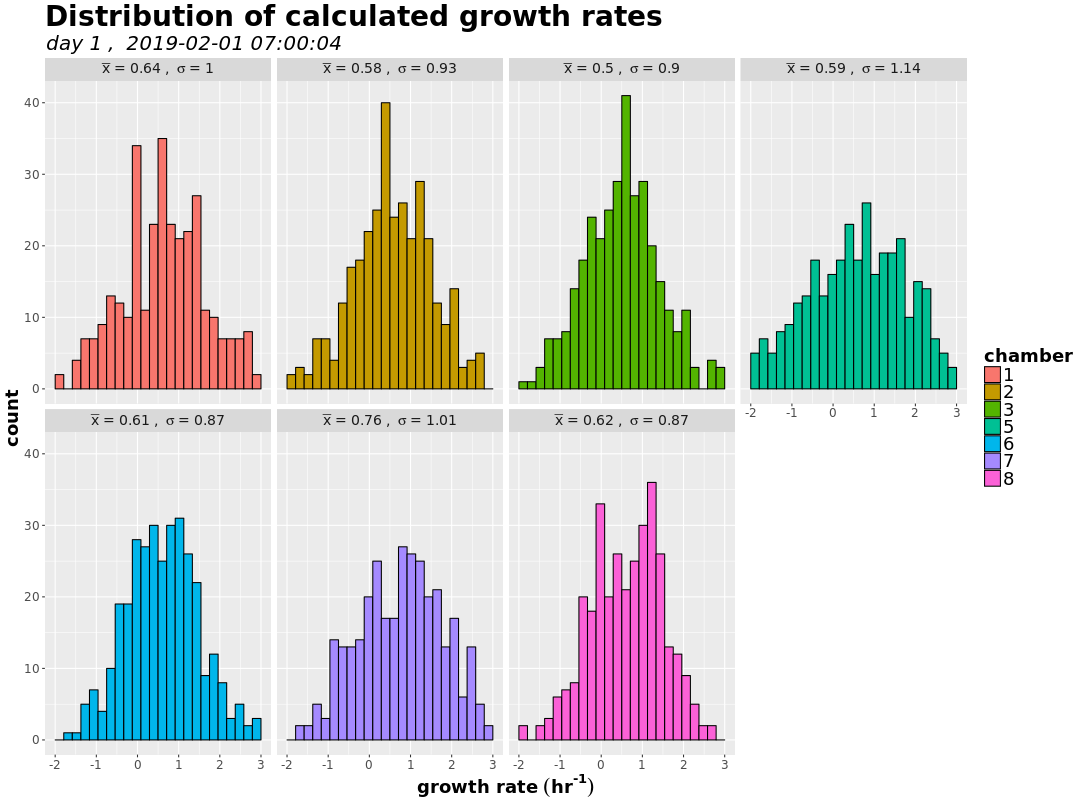 Distribution of calculated growth rates
day 1 ,  2019-02-01 07:00:04
x̅ = 0.64 ,  σ = 1
x̅ = 0.58 ,  σ = 0.93
x̅ = 0.5 ,  σ = 0.9
x̅ = 0.59 ,  σ = 1.14
40
30
20
10
0
-2 -1 0 1 2 3
x̅ = 0.61 ,  σ = 0.87
x̅ = 0.76 ,  σ = 1.01
x̅ = 0.62 ,  σ = 0.87
40
30
20
10
0
-2 -1 0 1 2 3
-2 -1 0 1 2 3
-2 -1 0 1 2 3
count
growth rate (hr⁻¹)
chamber
1
2
3
5
6
7
8